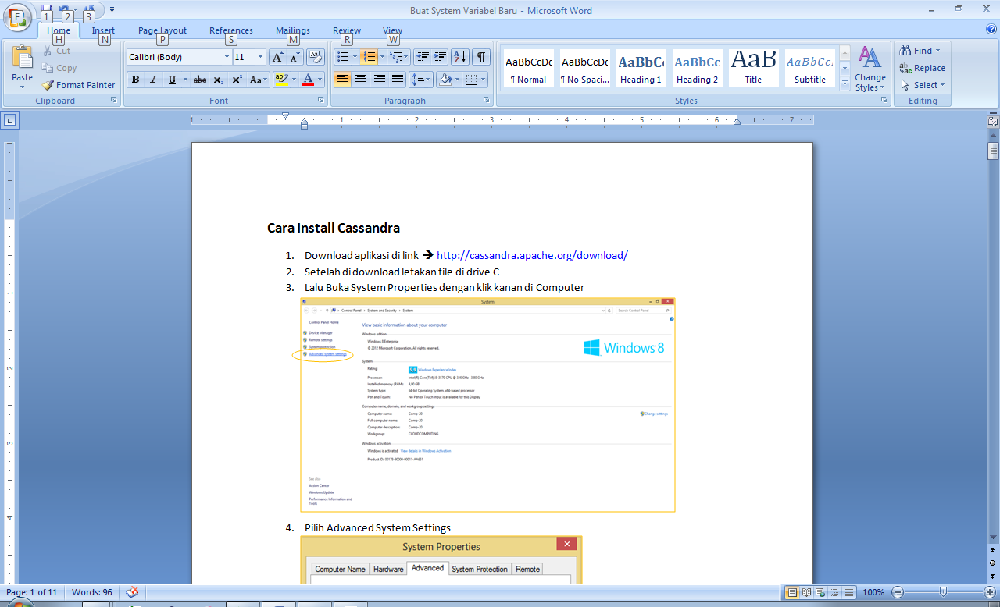 Buat System Variabel Baru - Microsoft Word
F 1 2 3
Home Insert Page Layout References Mailings Review View
H N P S M R W
Paste
Cut
Copy
Format Painter
Clipboard
Calibri (Body) 11
Font
Paragraph
AaBbCcDc AaBbCcDc AaBbC AaBbCc AaB AaBbCc.
¶ Normal ¶ No Spaci... Heading 1 Heading 2 Title Subtitle
Change Styles
Styles
Find
Replace
Select
Editing
1 1 2 3 4 5 6 7
Cara Install Cassandra
1. Download aplikasi di link ➔ http://cassandra.apache.org/download/
2. Setelah di download letakan file di drive C
3. Lalu Buka System Properties dengan klik kanan di Computer
System
Control Panel System and Security System
Search Control Panel
Control Panel Home
Device Manager
Remote settings
System protection
Advanced system settings
View basic information about your computer
Windows edition
Windows 8 Enterprise
© 2012 Microsoft Corporation. All rights reserved.
Windows 8
System
Rating: 5,9 Windows Experience Index
Processor: Intel(R) Core(TM) i5-3570 CPU @ 3.40GHz 3.80 GHz
Installed memory (RAM): 4,00 GB
System type: 64-bit Operating System, x64-based processor
Pen and Touch: No Pen or Touch Input is available for this Display
Computer name, domain, and workgroup settings
Computer name: Comp-20
Change settings
Full computer name: Comp-20
Computer description: Comp-20
Workgroup: CLOUDCOMPUTING
Windows activation
Windows is activated View details in Windows Activation
Product ID: 00178-90000-00011-AA651
See also
Action Center
Windows Update
Performance Information and
Tools
4. Pilih Advanced System Settings
System Properties
Computer Name Hardware Advanced System Protection Remote
Page: 1 of 11 Words: 96 100%